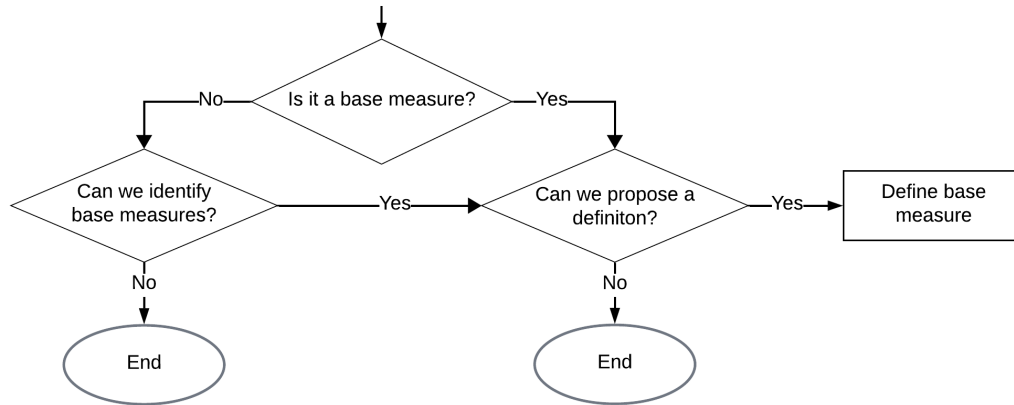 Is it a base measure?
No
Yes
Can we identify
base measures?
Yes
Can we propose a
definiton?
Yes
Define base
measure
No
No
End
End